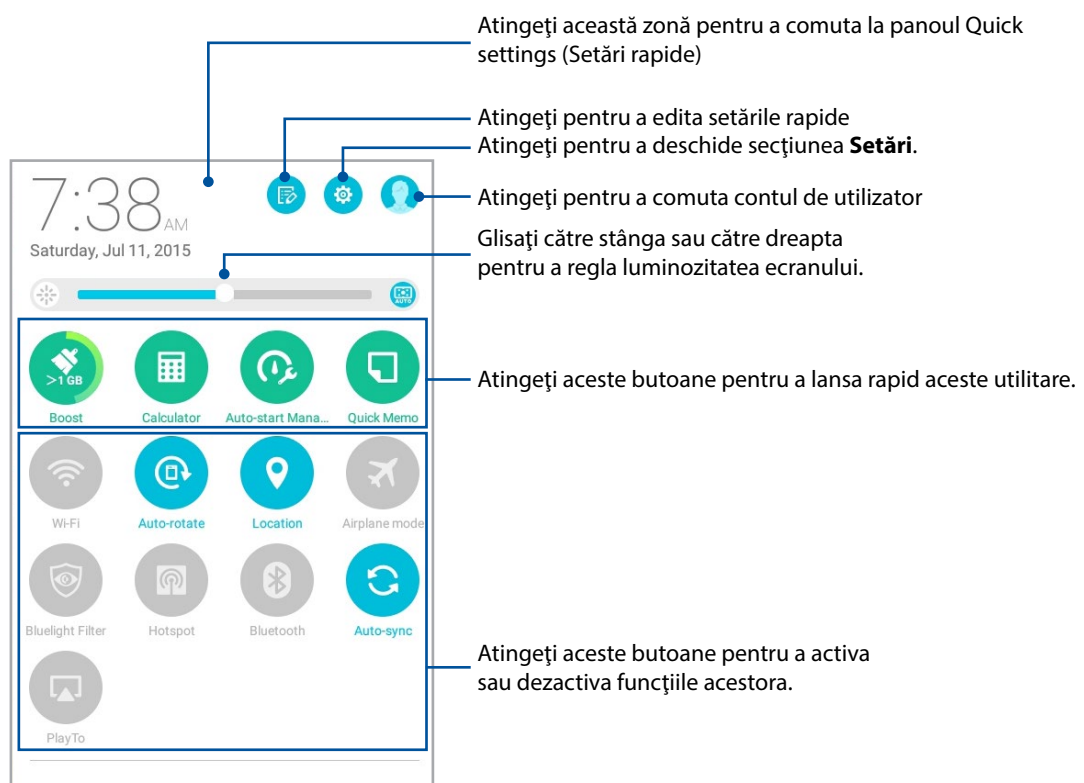 Atingeţi această zonă pentru a comuta la panoul Quick
settings (Setări rapide)
Atingeţi pentru a edita setările rapide
Atingeţi pentru a deschide secţiunea Setări.
Atingeţi pentru a comuta contul de utilizator
Glisaţi către stânga sau către dreapta
pentru a regla luminozitatea ecranului.
7:38 AM
Saturday, Jul 11, 2015
AUTO
>1 GB
Boost
Calculator
Auto-start Mana...
Quick Memo
Atingeţi aceste butoane pentru a lansa rapid aceste utilitare.
Wi-Fi
Auto-rotate
Location
Airplane mode
Bluelight Filter
Hotspot
Bluetooth
Auto-sync
PlayTo
Atingeţi aceste butoane pentru a activa
sau dezactiva funcţiile acestora.